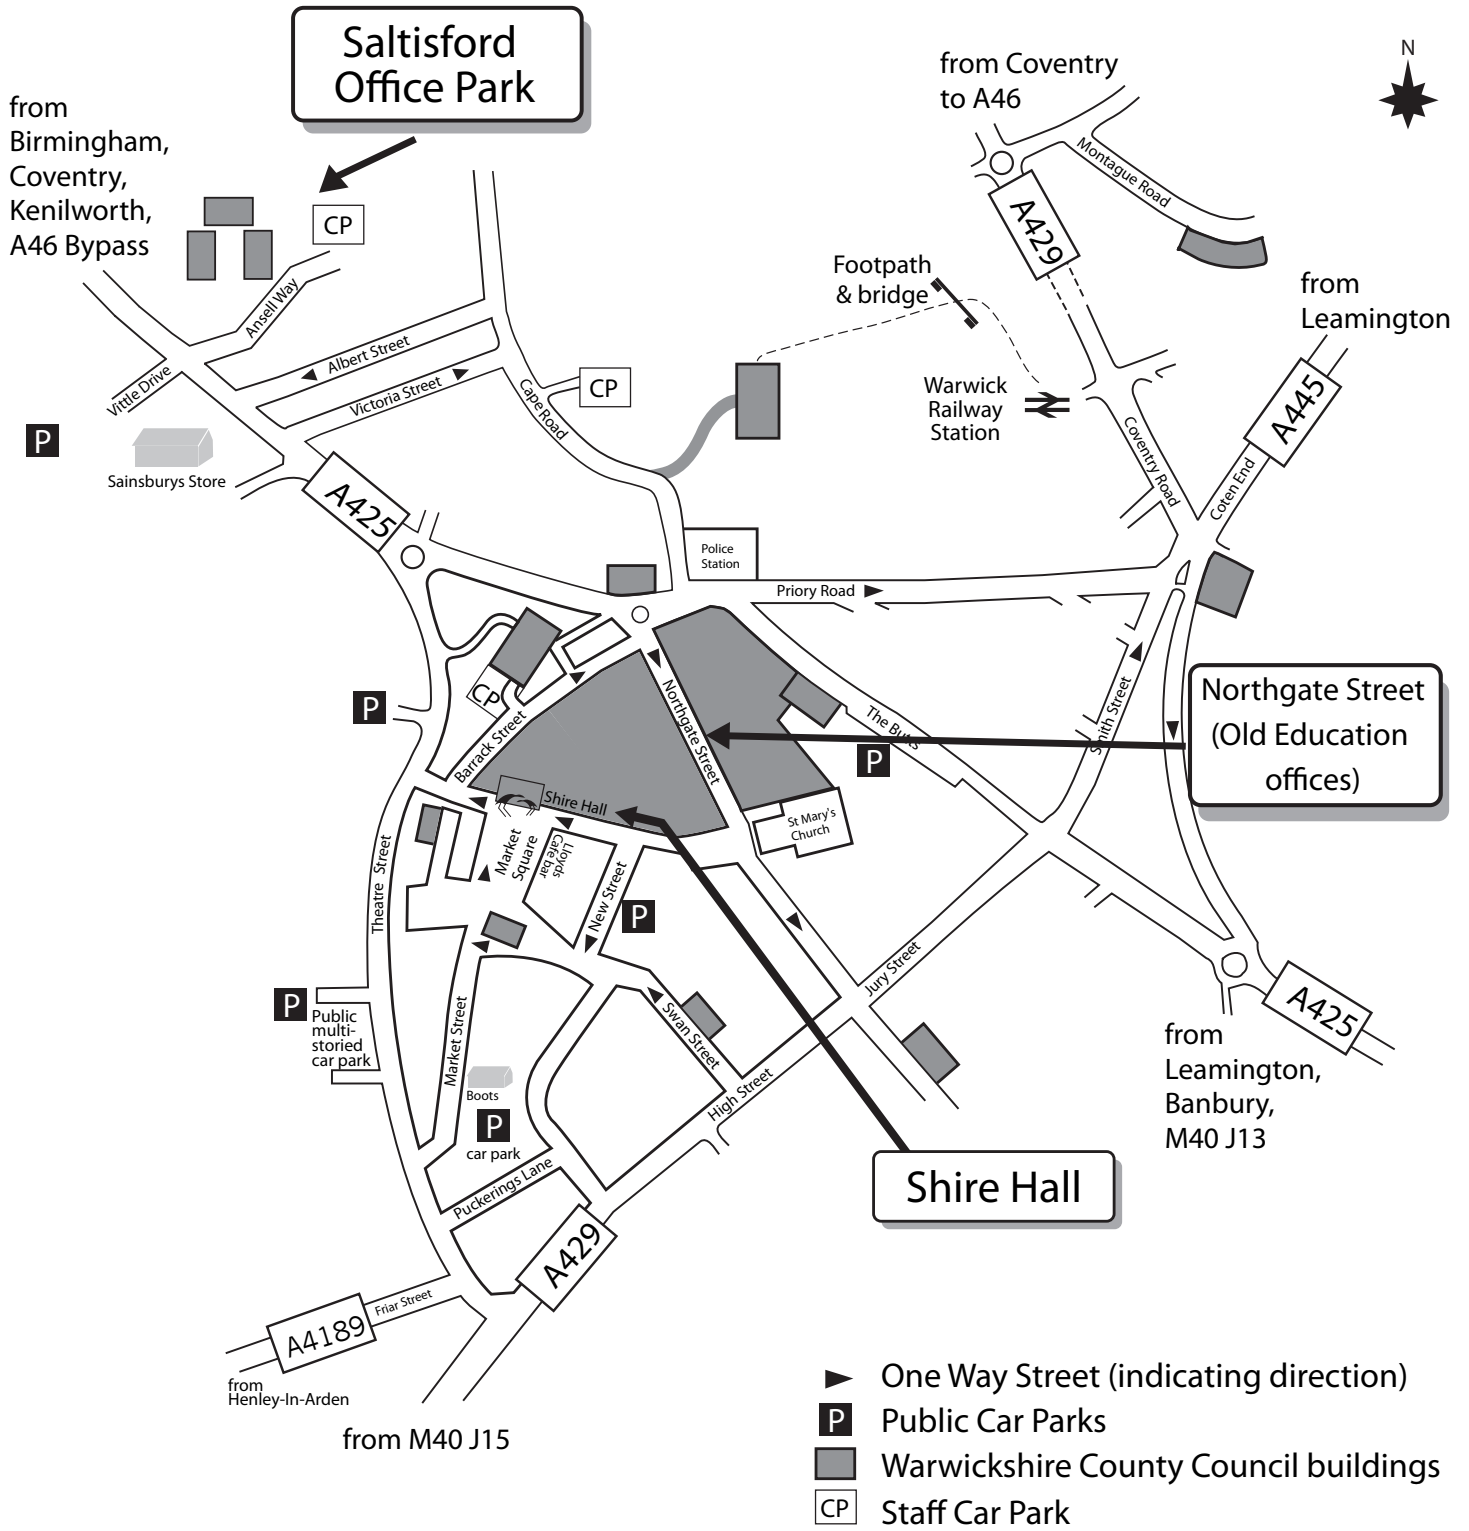 Saltisford
Office Park
from
Birmingham,
Coventry,
Kenilworth,
A46 Bypass
from Coventry
to A46
N
Montague Road
CP
A429
Footpath
& bridge
from
Leamington
Ansell Way
Albert Street
Victoria Street
Vittle Drive
Cape Road
CP
Warwick
Railway
Station
A445
Coventry Road
Coten End
P
Sainsburys Store
A425
Police
Station
Priory Road
CP
P
Barrack Street
Northgate Street
The Butts
P
Smith Street
Northgate Street
(Old Education
offices)
Shire Hall
St Mary's
Church
Market
Square
Lloyds
Cafe bar
New Street
P
Theatre Street
Jury Street
P
Public
multi-
storied
car park
Market Street
Swan Street
A425
from
Leamington,
Banbury,
M40 J13
Boots
P
car park
High Street
Puckerings Lane
Shire Hall
A429
A4189
Friar Street
from
Henley-In-Arden
from M40 J15
One Way Street (indicating direction)
P Public Car Parks
Warwickshire County Council buildings
CP Staff Car Park